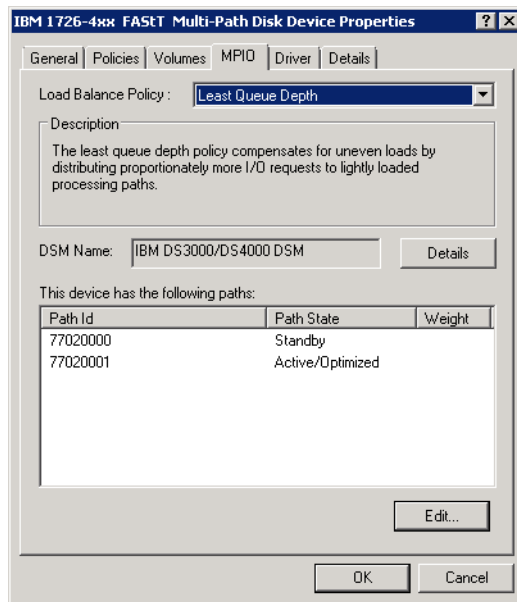 IBM 1726-4xx FAStT Multi-Path Disk Device Properties
General
Policies
Volumes
MPIO
Driver
Details
Load Balance Policy :
Least Queue Depth
Description
The least queue depth policy compensates for uneven loads by
distributing proportionately more I/O requests to lightly loaded
processing paths.
DSM Name:
IBM DS3000/DS4000 DSM
Details
This device has the following paths:
Path Id
Path State
Weight
77020000
Standby
77020001
Active/Optimized
Edit...
OK
Cancel